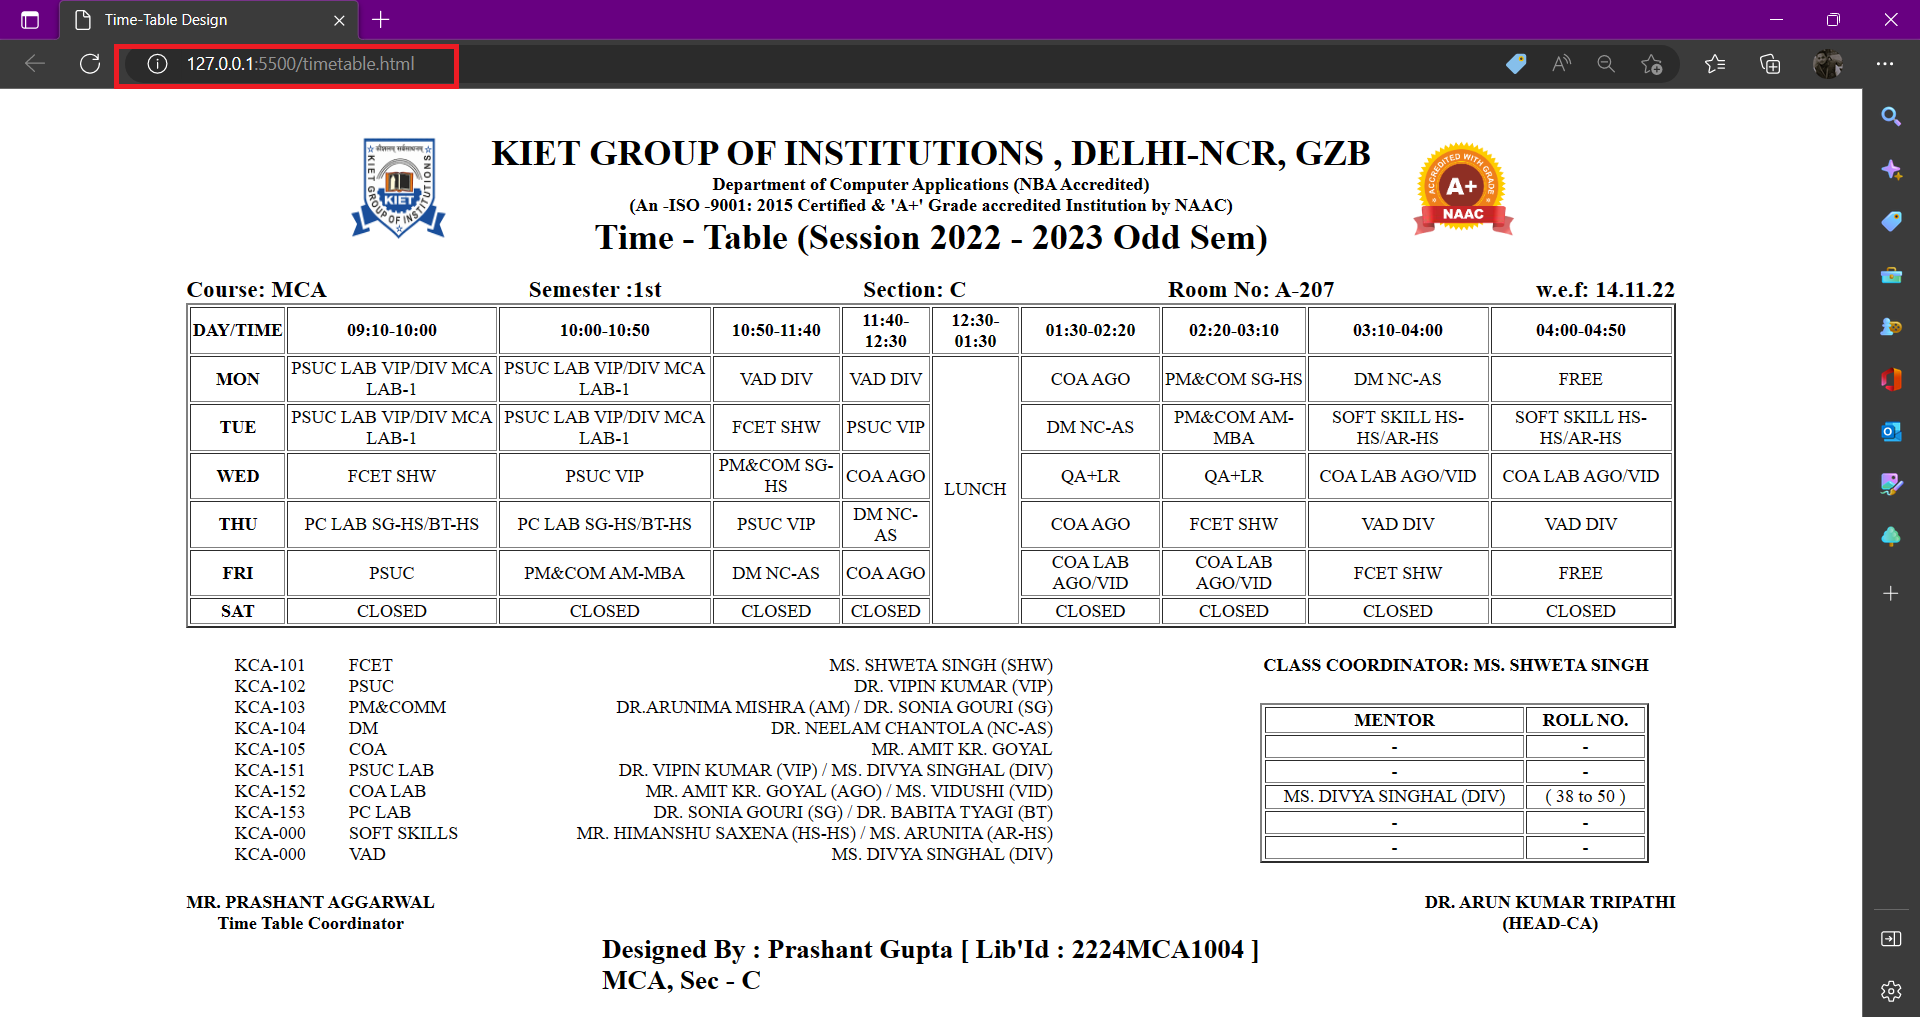 Time-Table Design
127.0.0.1:5500/timetable.html
KIET GROUP OF INSTITUTIONS , DELHI-NCR, GZB
Department of Computer Applications (NBA Accredited)
(An -ISO -9001: 2015 Certified & 'A+' Grade accredited Institution by NAAC)
Time - Table (Session 2022 - 2023 Odd Sem)
KIET GROUP OF INSTITUTIONS
KIET
ACCREDITED WITH GRADE
A+
NAAC
Course: MCA Semester :1st Section: C Room No: A-207 w.e.f: 14.11.22
DAY/TIME 09:10-10:00 10:00-10:50 10:50-11:40 11:40-12:30 12:30-01:30 01:30-02:20 02:20-03:10 03:10-04:00 04:00-04:50
MON PSUC LAB VIP/DIV MCA LAB-1 PSUC LAB VIP/DIV MCA LAB-1 VAD DIV VAD DIV COA AGO PM&COM SG-HS DM NC-AS FREE
TUE PSUC LAB VIP/DIV MCA LAB-1 PSUC LAB VIP/DIV MCA LAB-1 FCET SHW PSUC VIP DM NC-AS PM&COM AM-MBA SOFT SKILL HS-HS/AR-HS SOFT SKILL HS-HS/AR-HS
WED FCET SHW PSUC VIP PM&COM SG-HS COA AGO LUNCH QA+LR QA+LR COA LAB AGO/VID COA LAB AGO/VID
THU PC LAB SG-HS/BT-HS PC LAB SG-HS/BT-HS PSUC VIP DM NC-AS COA AGO FCET SHW VAD DIV VAD DIV
FRI PSUC PM&COM AM-MBA DM NC-AS COA AGO COA LAB AGO/VID COA LAB AGO/VID FCET SHW FREE
SAT CLOSED CLOSED CLOSED CLOSED CLOSED CLOSED CLOSED CLOSED
KCA-101 FCET MS. SHWETA SINGH (SHW)
KCA-102 PSUC DR. VIPIN KUMAR (VIP)
KCA-103 PM&COMM DR.ARUNIMA MISHRA (AM) / DR. SONIA GOURI (SG)
KCA-104 DM DR. NEELAM CHANTOLA (NC-AS)
KCA-105 COA MR. AMIT KR. GOYAL
KCA-151 PSUC LAB DR. VIPIN KUMAR (VIP) / MS. DIVYA SINGHAL (DIV)
KCA-152 COA LAB MR. AMIT KR. GOYAL (AGO) / MS. VIDUSHI (VID)
KCA-153 PC LAB DR. SONIA GOURI (SG) / DR. BABITA TYAGI (BT)
KCA-000 SOFT SKILLS MR. HIMANSHU SAXENA (HS-HS) / MS. ARUNITA (AR-HS)
KCA-000 VAD MS. DIVYA SINGHAL (DIV)
CLASS COORDINATOR: MS. SHWETA SINGH
MENTOR ROLL NO.
- -
- -
MS. DIVYA SINGHAL (DIV) ( 38 to 50 )
- -
- -
MR. PRASHANT AGGARWAL
Time Table Coordinator
DR. ARUN KUMAR TRIPATHI
(HEAD-CA)
Designed By : Prashant Gupta [ Lib'Id : 2224MCA1004 ]
MCA, Sec - C